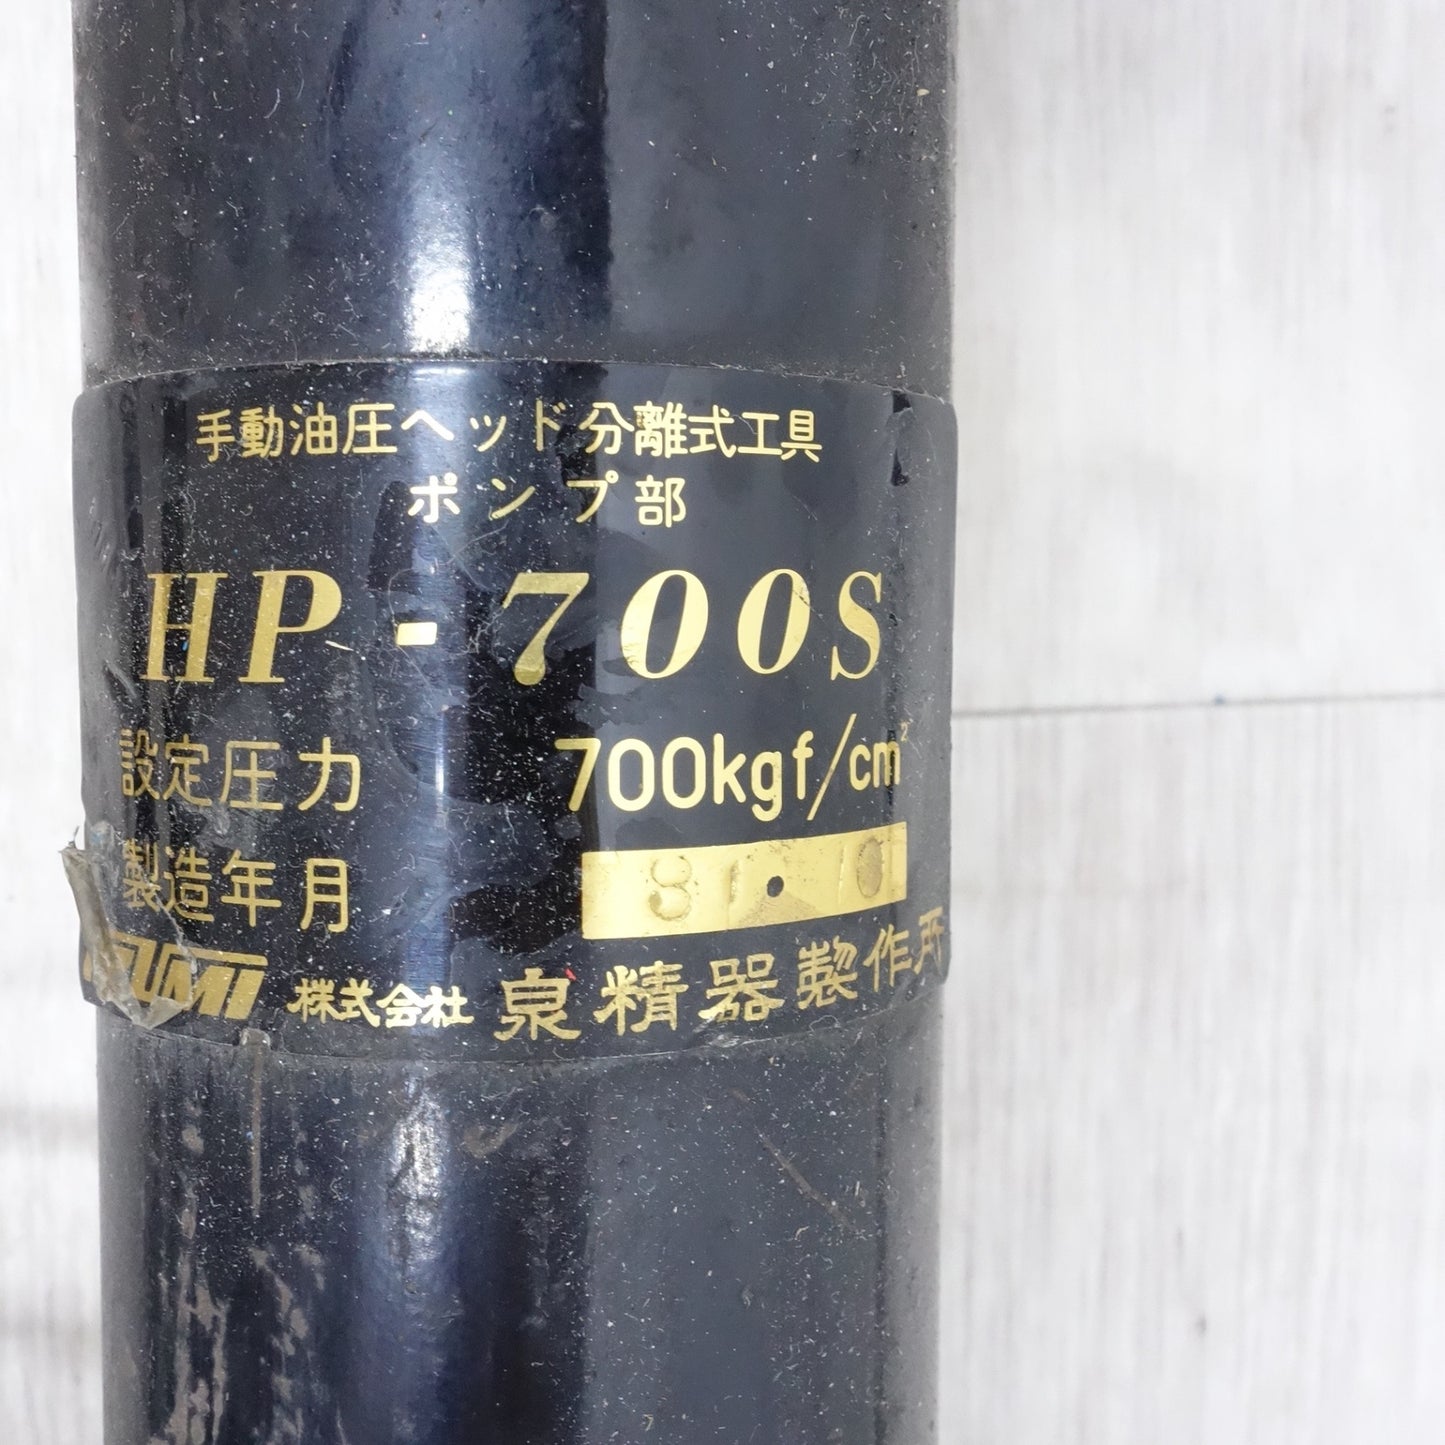 手動油圧ヘッド分離式工具
ポンプ部
HP-700S
設定圧力 700kgf/cm²
製造年月
株式会社 泉精器製作所